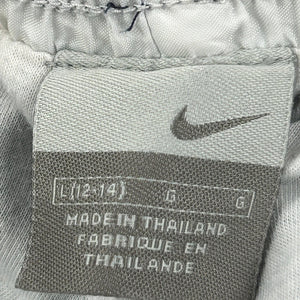 L (12-14) G G
MADE IN THAILAND
FABRIQUE EN
THAILANDE